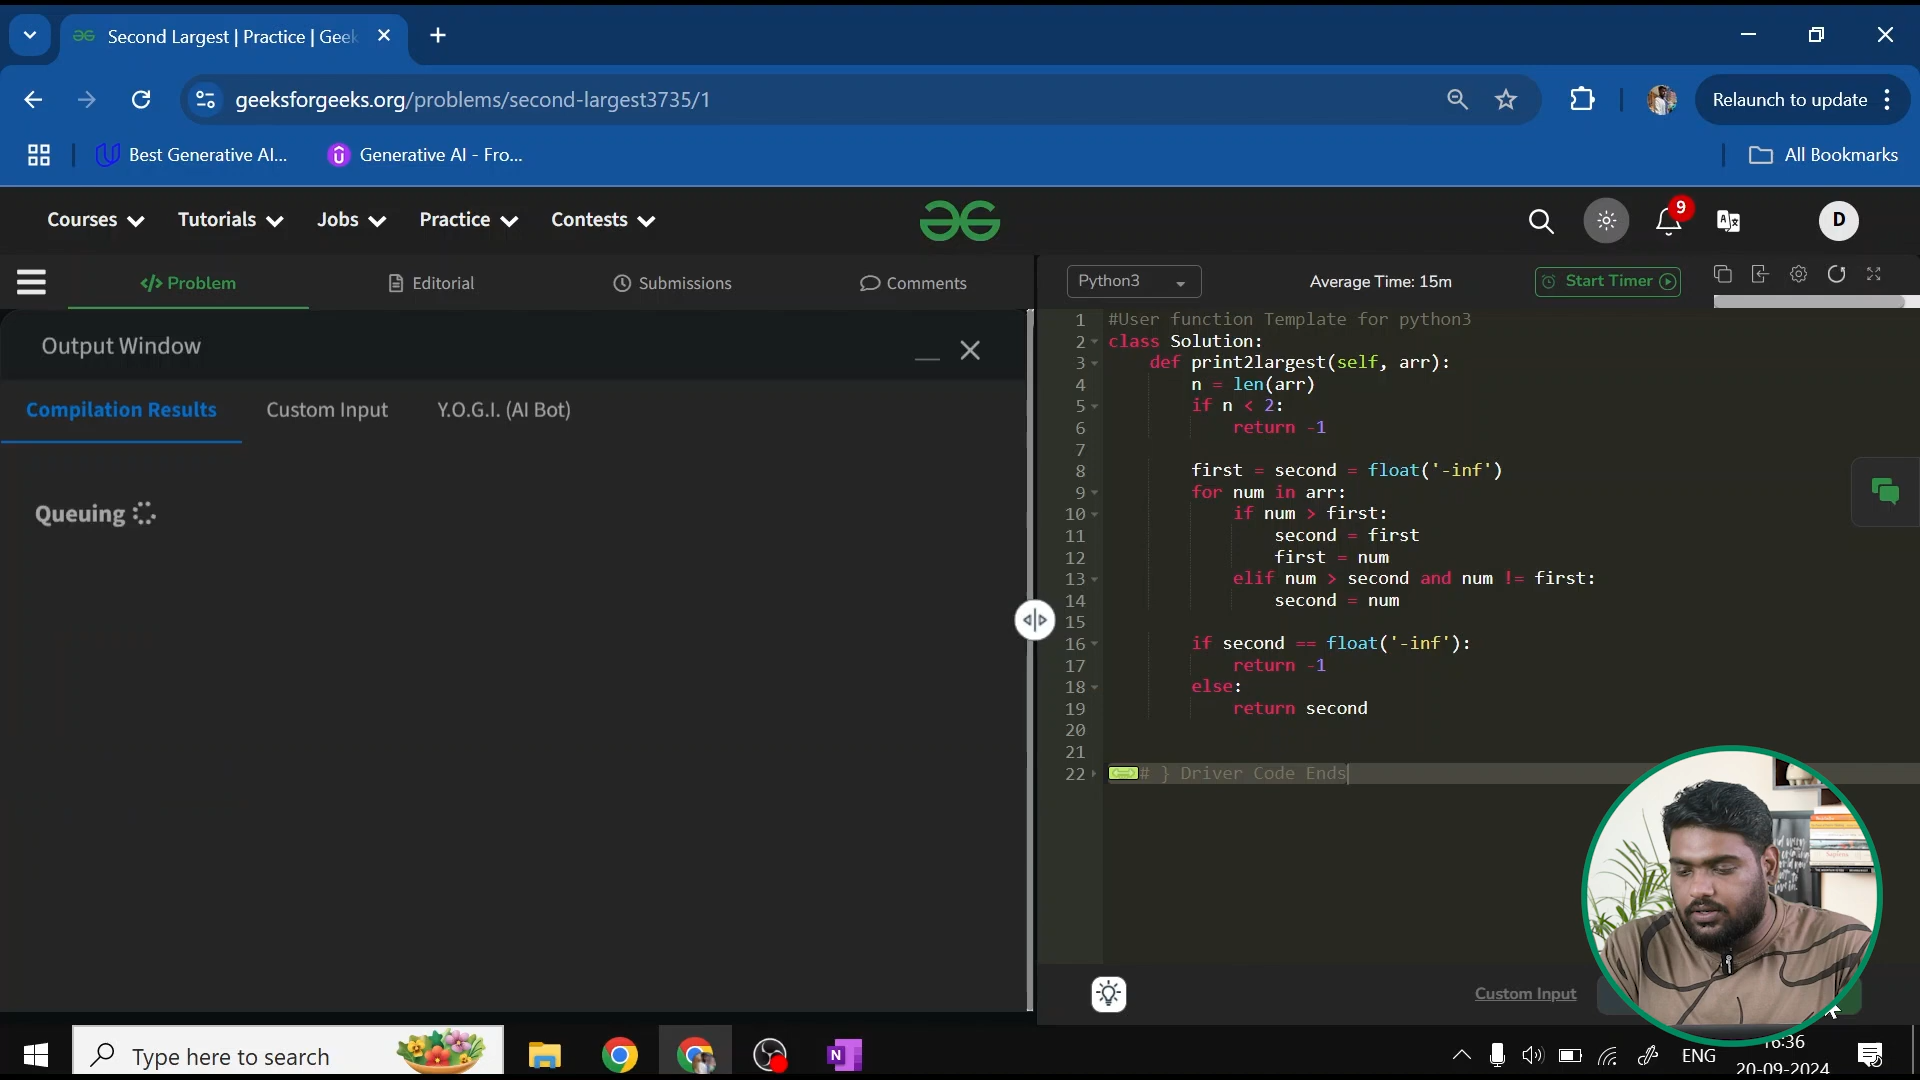 Second Largest | Practice | Geek
geeksforgeeks.org/problems/second-largest3735/1
Relaunch to update
Best Generative AI...
Generative AI - Fro...
All Bookmarks
Courses
Tutorials
Jobs
Practice
Contests
9
D
</> Problem
Editorial
Submissions
Comments
Python3
Average Time: 15m
Start Timer
Output Window
Compilation Results
Custom Input
Y.O.G.I. (AI Bot)
Queuing
1 #User function Template for python3
2 class Solution:
3 def print2largest(self, arr):
4 n = len(arr)
5 if n < 2:
6 return -1
7
8 first = second = float('-inf')
9 for num in arr:
10 if num > first:
11 second = first
12 first = num
13 elif num > second and num != first:
14 second = num
15
16 if second == float('-inf'):
17 return -1
18 else:
19 return second
20
21
22 # } Driver Code Ends
Custom Input
Type here to search
N
ENG
16:36
20-09-2024